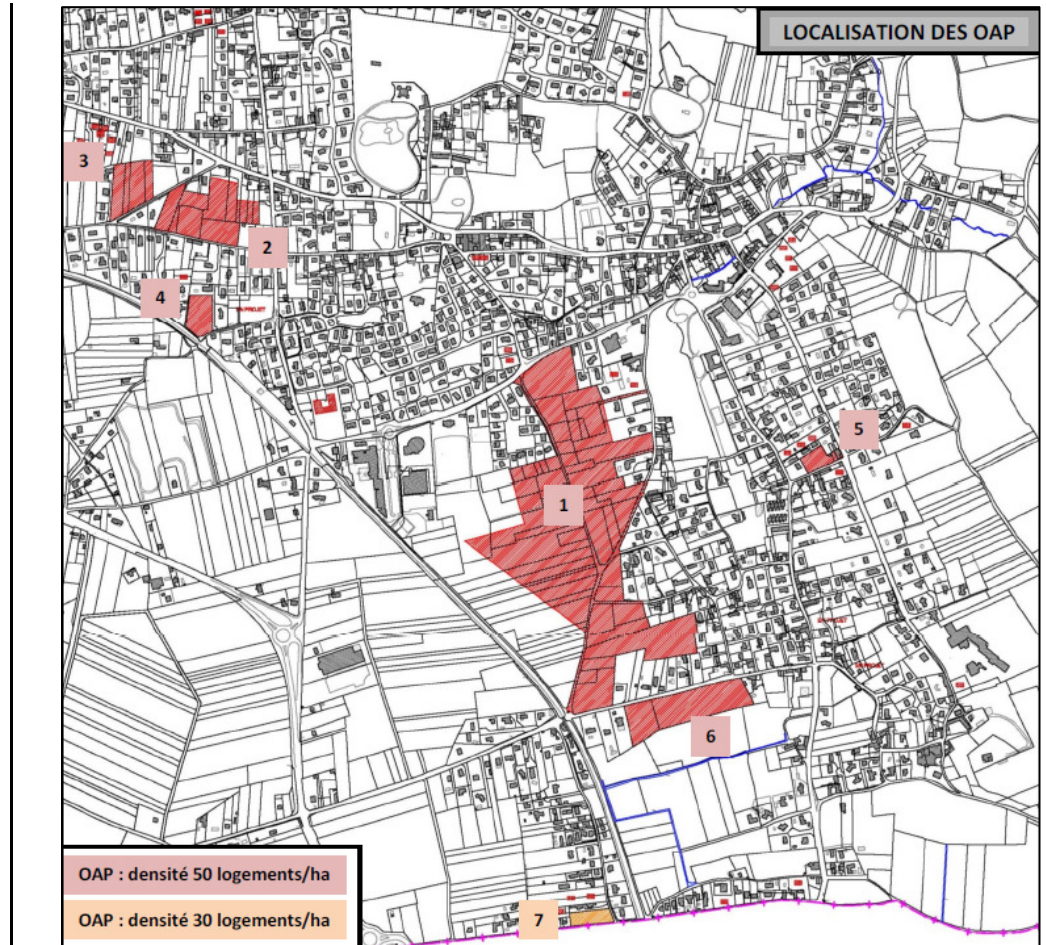 LOCALISATION DES OAP
3
2
4
5
1
6
OAP : densité 50 logements/ha
OAP : densité 30 logements/ha
7